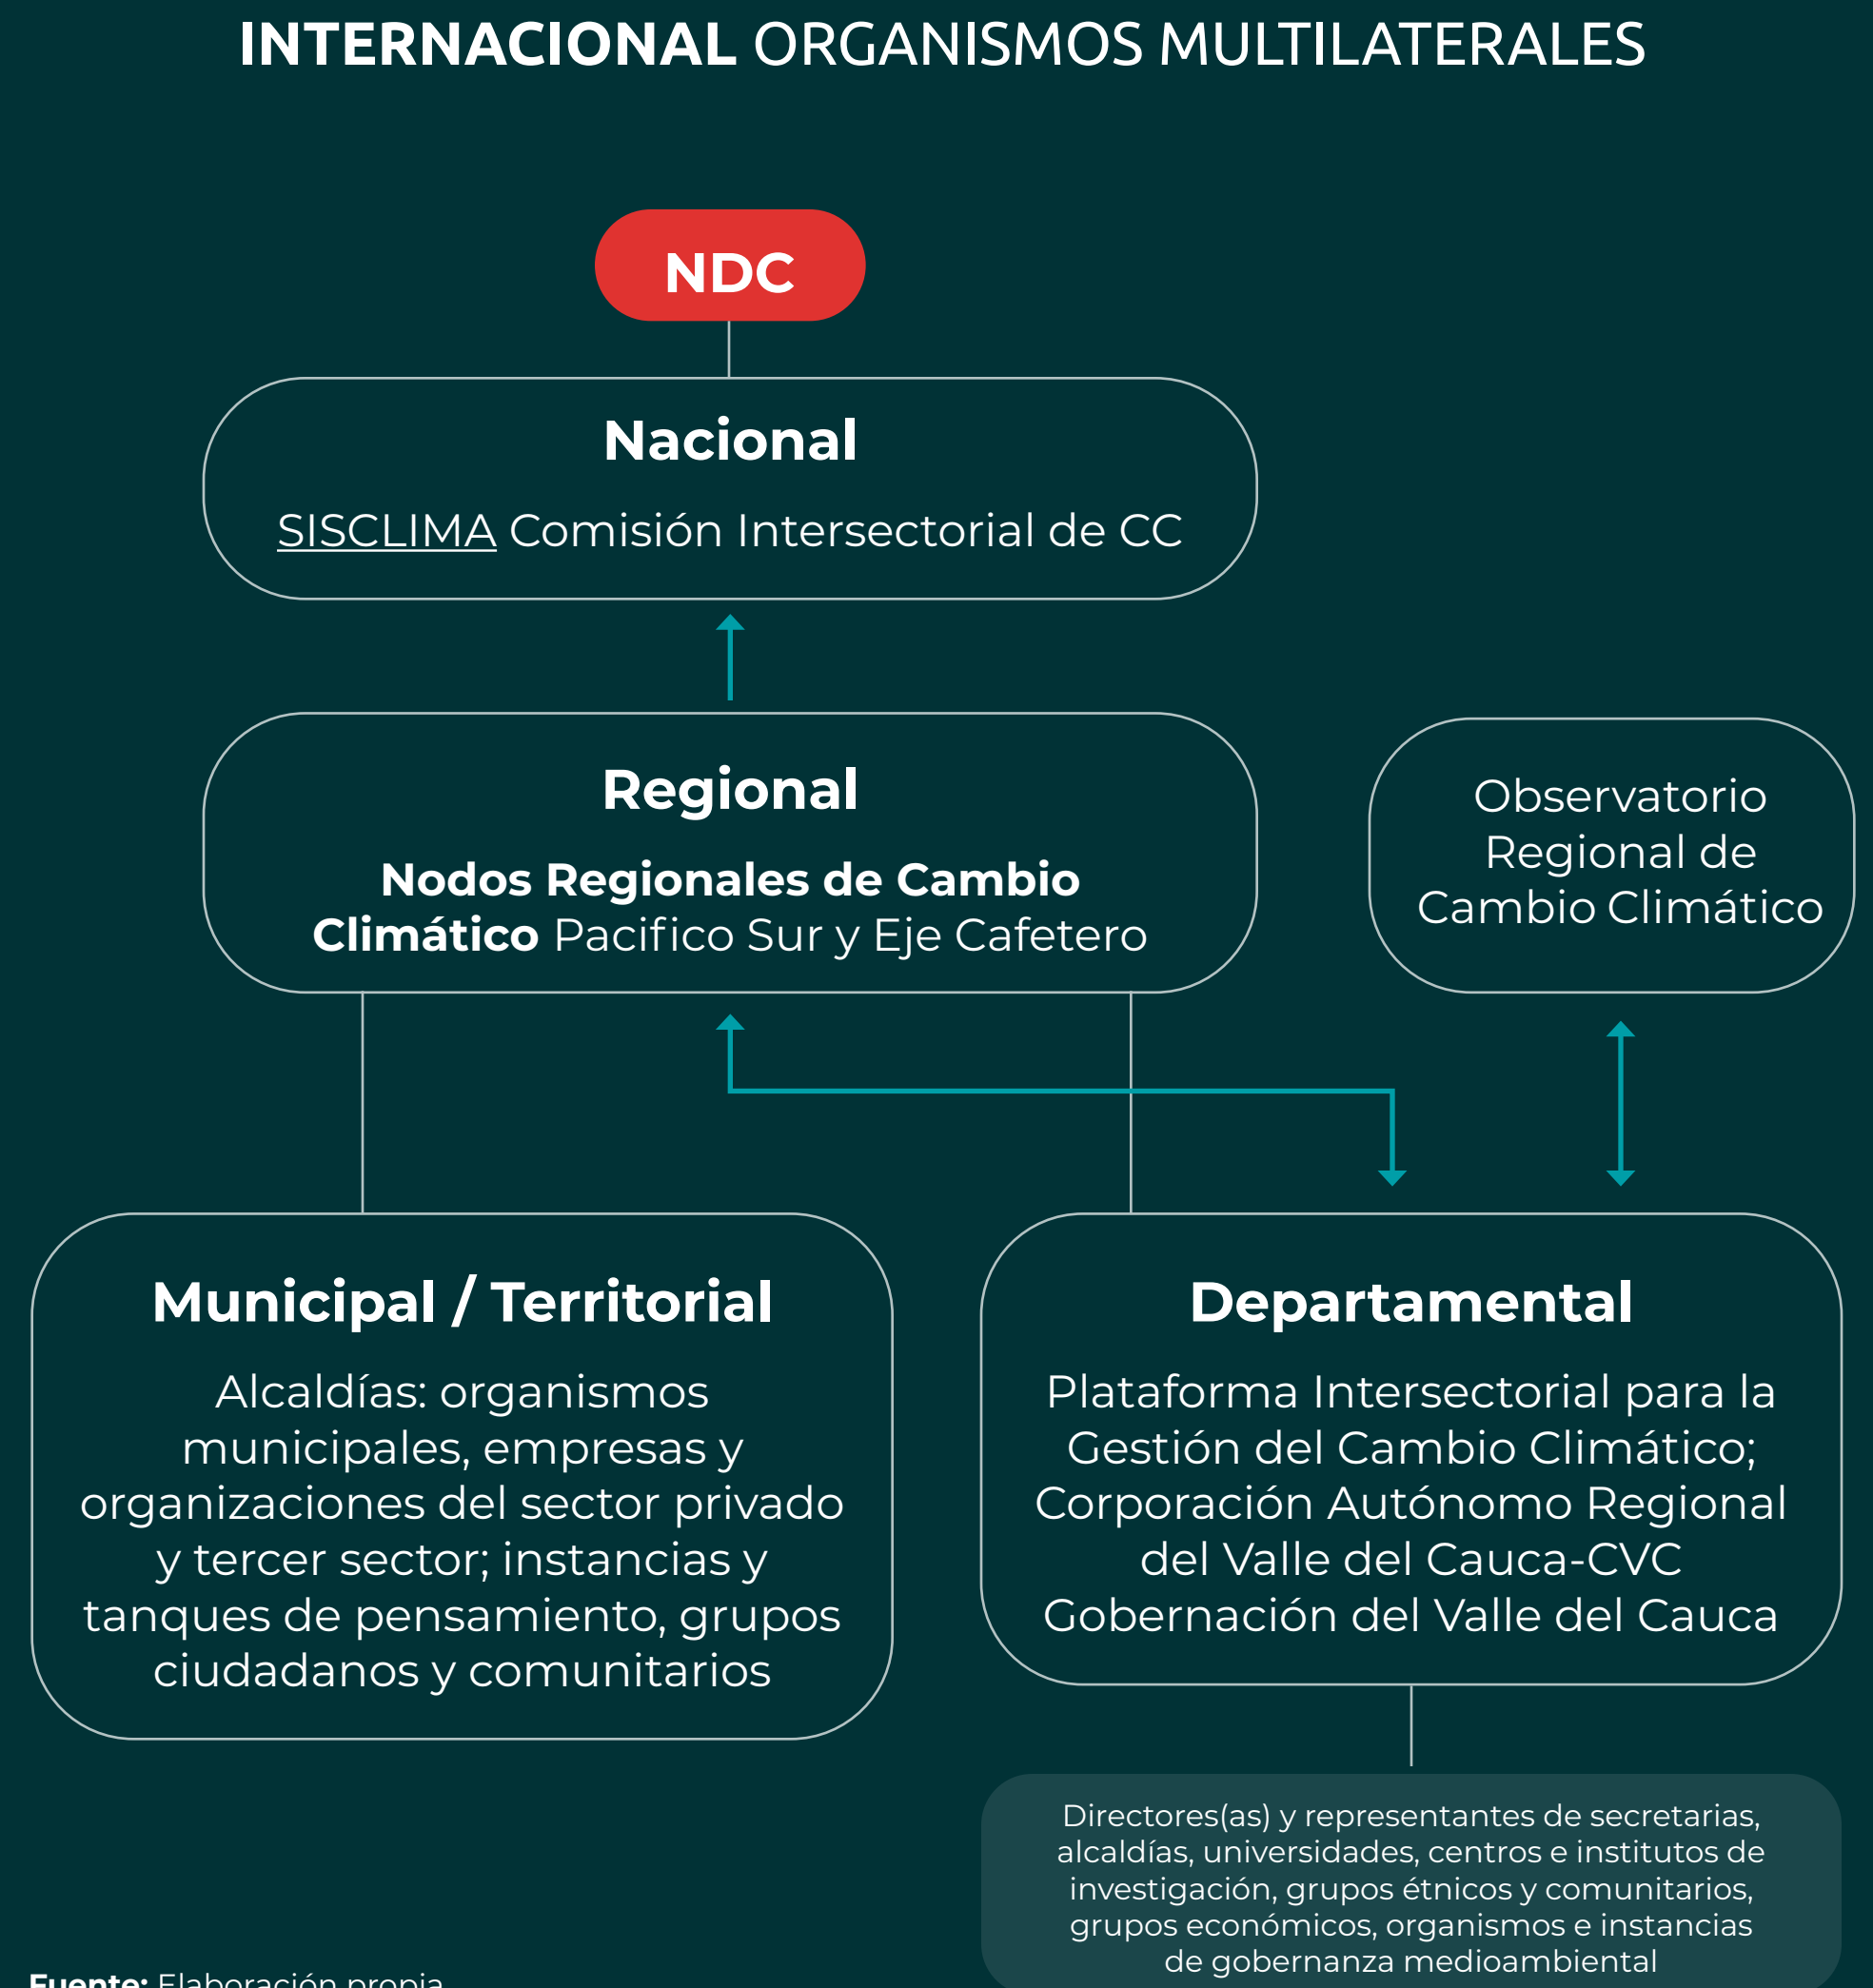 INTERNACIONAL ORGANISMOS MULTILATERALES
NDC
Nacional
SISCLIMA Comisión Intersectorial de CC
Regional
Nodos Regionales de Cambio
Climático Pacifico Sur y Eje Cafetero
Observatorio
Regional de
Cambio Climático
Municipal / Territorial
Alcaldías: organismos
municipales, empresas y
organizaciones del sector privado
y tercer sector; instancias y
tanques de pensamiento, grupos
ciudadanos y comunitarios
Departamental
Plataforma Intersectorial para la
Gestión del Cambio Climático;
Corporación Autónomo Regional
del Valle del Cauca-CVC
Gobernación del Valle del Cauca
Directores(as) y representantes de secretarias,
alcaldías, universidades, centros e institutos de
investigación, grupos étnicos y comunitarios,
grupos económicos, organismos e instancias
de gobernanza medioambiental
Fuente: Elaboración propia